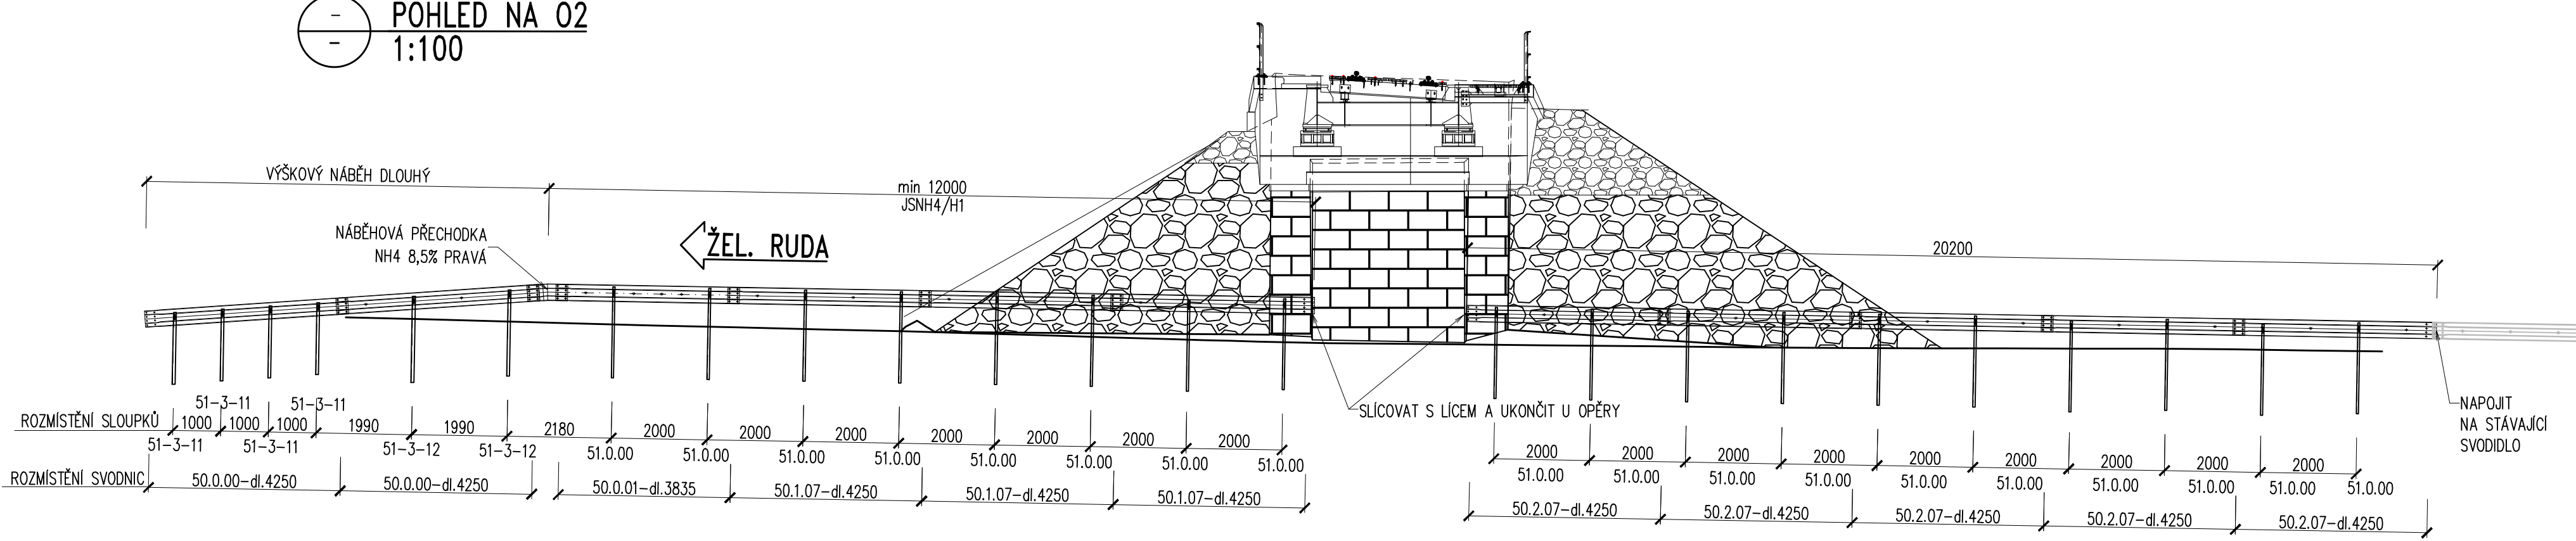 -
POHLED NA O2
-
1:100
VÝŠKOVÝ NÁBĚH DLOUHÝ
min 12000
JSNH4/H1
NÁBĚHOVÁ PŘECHODKA
NH4 8,5% PRAVÁ
ŽEL. RUDA
20200
SLÍCOVAT S LÍCEM A UKONČIT U OPĚRY
NAPOJIT
NA STÁVAJÍCÍ
SVODIDLO
51-3-11 51-3-11
ROZMÍSTĚNÍ SLOUPKŮ 1000 1000 1000 1990 1990 2180 2000 2000 2000 2000 2000 2000 2000
51-3-11 51-3-11 51-3-12 51-3-12 51.0.00 51.0.00 51.0.00 51.0.00 51.0.00 51.0.00 51.0.00 51.0.00
2000 2000 2000 2000 2000 2000 2000 2000 2000
51.0.00 51.0.00 51.0.00 51.0.00 51.0.00 51.0.00 51.0.00 51.0.00 51.0.00 51.0.00
ROZMÍSTĚNÍ SVODNIC 50.0.00-dl.4250 50.0.00-dl.4250 50.0.01-dl.3835 50.1.07-dl.4250 50.1.07-dl.4250 50.1.07-dl.4250
50.2.07-dl.4250 50.2.07-dl.4250 50.2.07-dl.4250 50.2.07-dl.4250 50.2.07-dl.4250